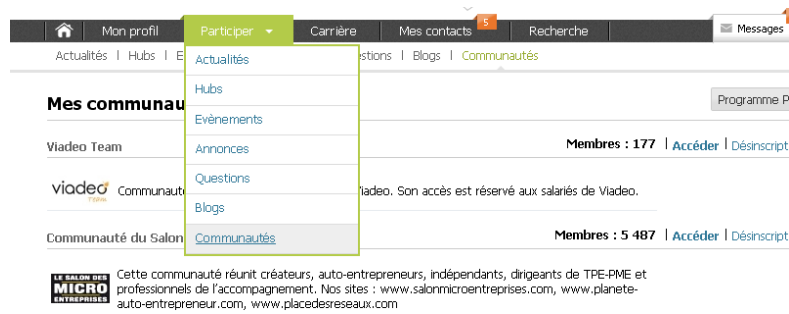 5
Mon profil Participer Carrière Mes contacts Recherche Messages
Actualités | Hubs | E stions | Blogs | Communautés
Actualités
Hubs
Evènements
Annonces
Questions
Blogs
Communautés
Mes communau
Programme P
Viadeo Team Membres : 177 | Accéder | Désinscript
viadeo TEAM Communaut Viadeo. Son accès est réservé aux salariés de Viadeo.
Communauté du Salon Membres : 5 487 | Accéder | Désinscript
LE SALON DES
MICRO
ENTREPRISES
Cette communauté réunit créateurs, auto-entrepreneurs, indépendants, dirigeants de TPE-PME et
professionnels de l'accompagnement. Nos sites : www.salonmicroentreprises.com, www.planete-
auto-entrepreneur.com, www.placedesreseaux.com